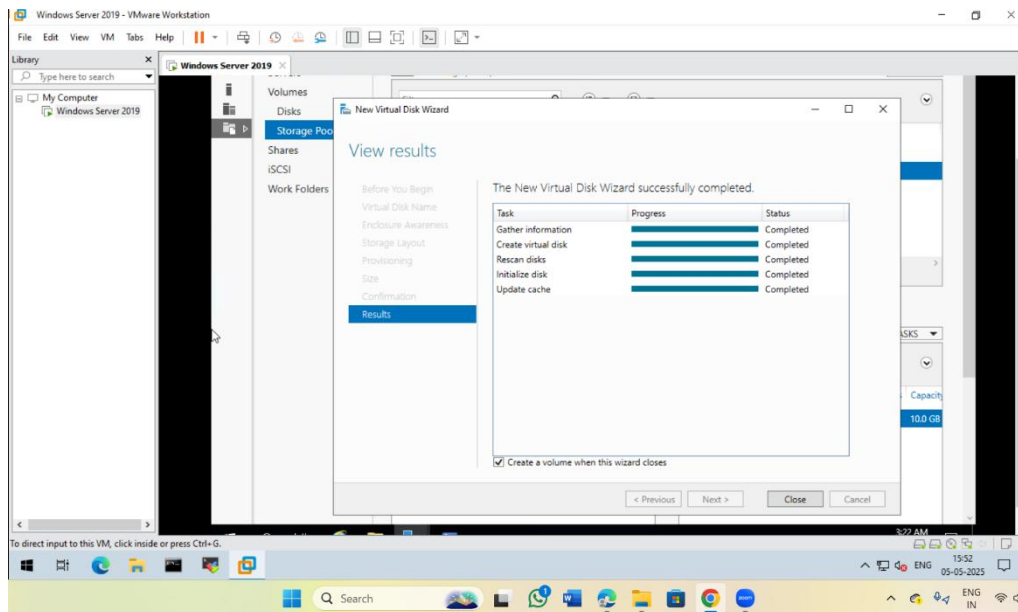 Windows Server 2019 - VMware Workstation
File Edit View VM Tabs Help
Library
Type here to search
My Computer
Windows Server 2019
Windows Server 2019
Volumes
Disks
Storage Poo
Shares
iSCSI
Work Folders
New Virtual Disk Wizard
View results
Before You Begin
Virtual Disk Name
Enclosure Awareness
Storage Layout
Provisioning
Size
Confirmation
Results
The New Virtual Disk Wizard successfully completed.
Task Progress Status
Gather information Completed
Create virtual disk Completed
Rescan disks Completed
Initialize disk Completed
Update cache Completed
Create a volume when this wizard closes
< Previous Next > Close Cancel
ASKS
Capacity
10.0 GB
3:22 AM
To direct input to this VM, click inside or press Ctrl+G.
ENG
15:52
05-05-2025
Search
zoom
ENG
IN